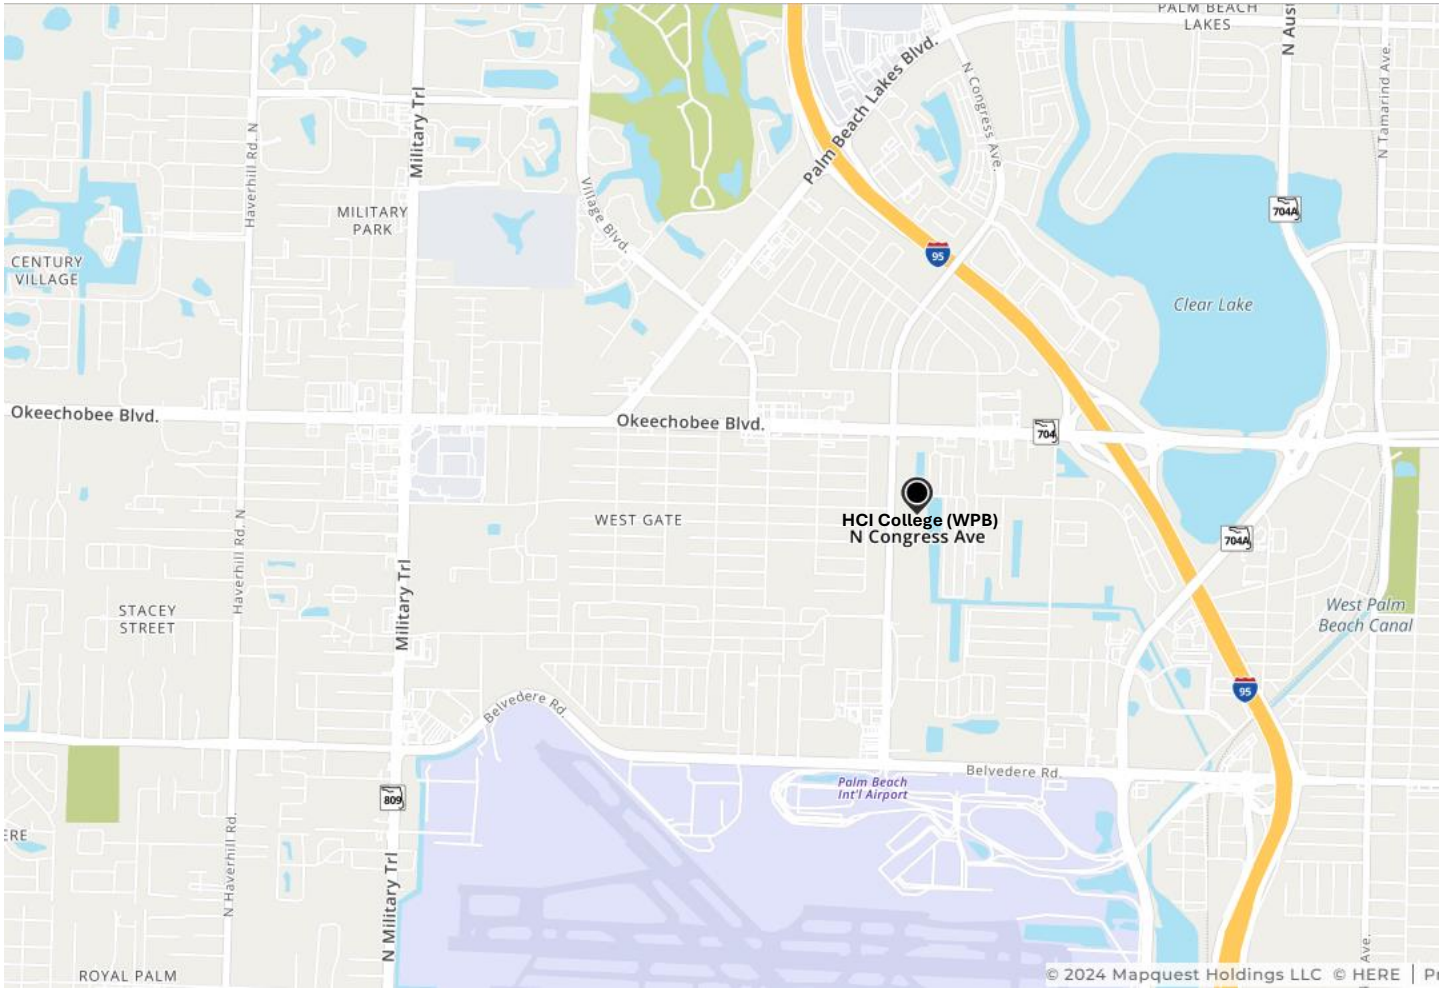 PALM BEACH
LAKES
N Aus
Palm Beach Lakes Blvd.
N Congress Ave.
N Tamarind Ave.
Military Trl
Haverhill Rd. N
Village Blvd.
MILITARY
PARK
704A
CENTURY
VILLAGE
95
Clear Lake
Okeechobee Blvd.
Okeechobee Blvd.
704
HCI College (WPB)
N Congress Ave
WEST GATE
704A
Haverhill Rd. N
Military Trl
STACEY
STREET
West Palm
Beach Canal
95
Belvedere Rd.
Belvedere Rd.
Palm Beach
Int'l Airport
809
ERE
N Haverhill Rd.
N Military Trl
Ave.
ROYAL PALM
© 2024 Mapquest Holdings LLC © HERE | Pr